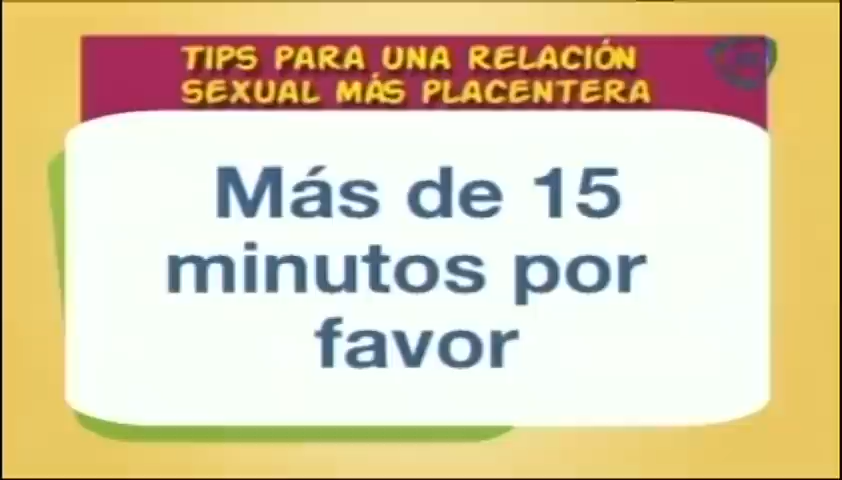 TIPS PARA UNA RELACIÓN
SEXUAL MÁS PLACENTERA
Más de 15
minutos por
favor